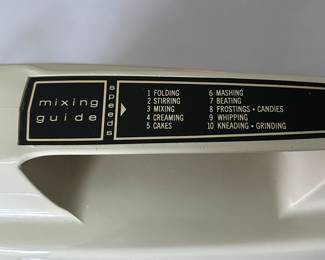 mixing
guide
speeds
1 FOLDING
2 STIRRING
3 MIXING
4 CREAMING
5 CAKES
6 MASHING
7 BEATING
8 FROSTINGS • CANDIES
9 WHIPPING
10 KNEADING • GRINDING